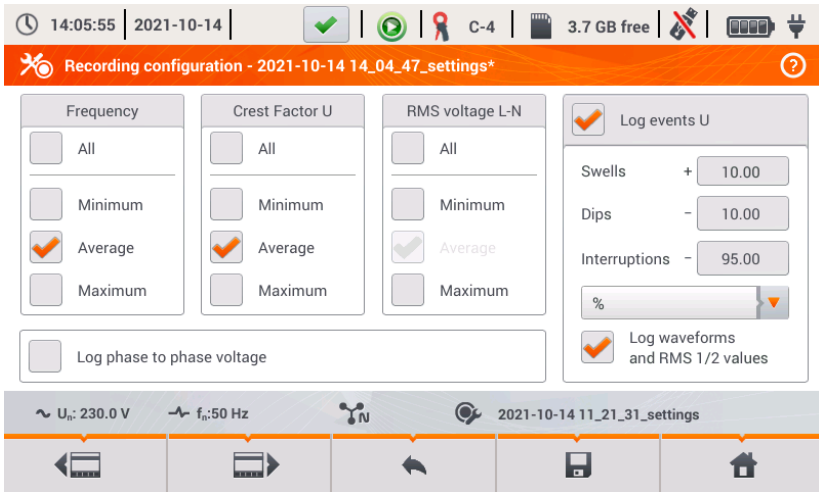 14:05:55 2021-10-14 C-4 3.7 GB free
Recording configuration - 2021-10-14 14_04_47_settings* ?
Frequency
All
Minimum
Average
Maximum
Crest Factor U
All
Minimum
Average
Maximum
RMS voltage L-N
All
Minimum
Average
Maximum
Log phase to phase voltage
Log events U
Swells + 10.00
Dips - 10.00
Interruptions - 95.00
%
Log waveforms
and RMS 1/2 values
Un: 230.0 V fn:50 Hz N 2021-10-14 11_21_31_settings